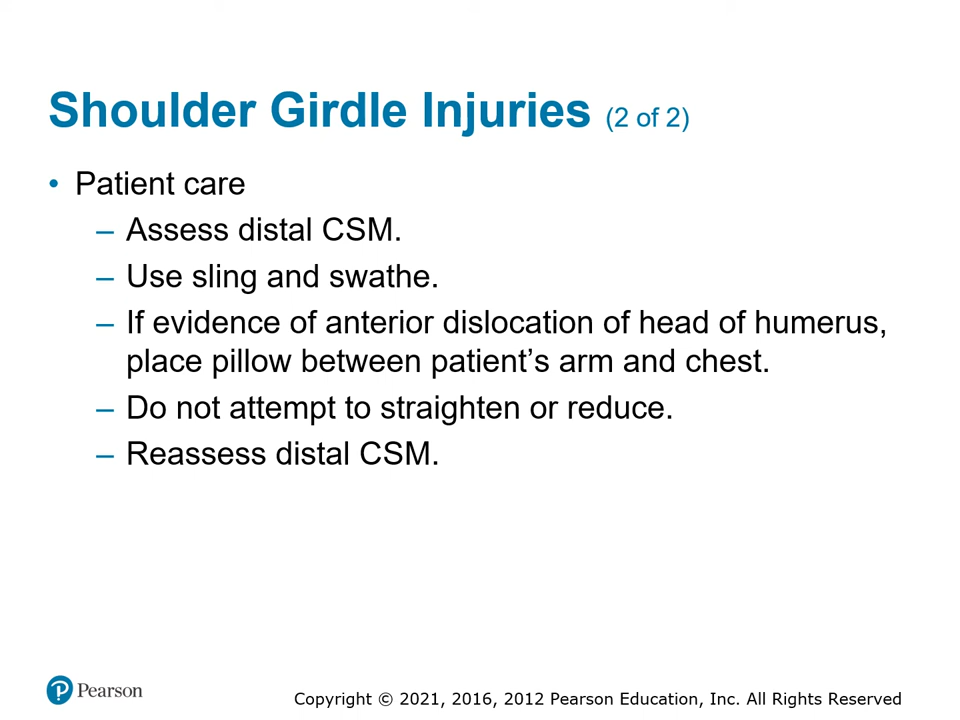 Shoulder Girdle Injuries (2 of 2)
• Patient care
– Assess distal CSM.
– Use sling and swathe.
– If evidence of anterior dislocation of head of humerus,
place pillow between patient’s arm and chest.
– Do not attempt to straighten or reduce.
– Reassess distal CSM.
Pearson
Copyright © 2021, 2016, 2012 Pearson Education, Inc. All Rights Reserved